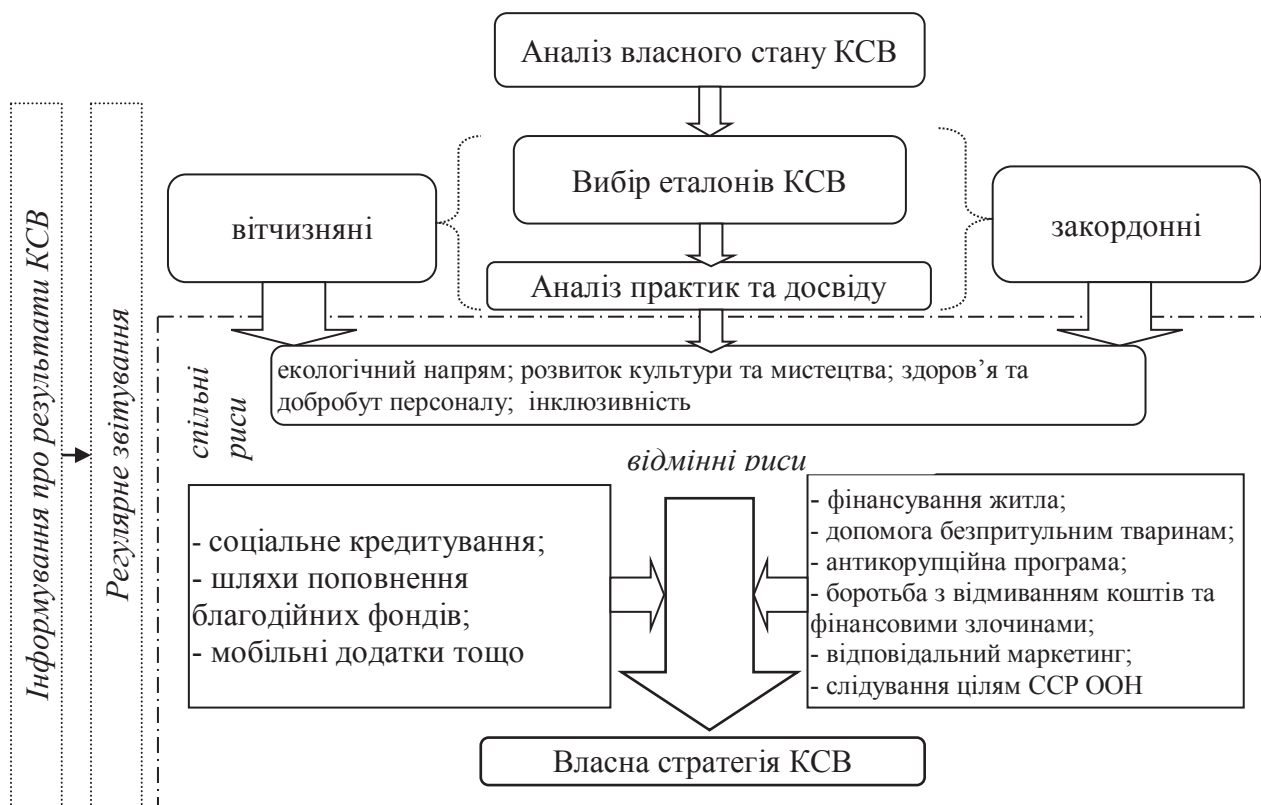 Аналіз власного стану КСВ
Вибір еталонів КСВ
вітчизняні
закордонні
Аналіз практик та досвіду
Інформування про результати КСВ
Регулярне звітування
спільні
риси
екологічний напрям; розвиток культури та мистецтва; здоров’я та
добробут персоналу; інклюзивність
відмінні риси
- соціальне кредитування;
- шляхи поповнення
благодійних фондів;
- мобільні додатки тощо
- фінансування житла;
- допомога безпритульним тваринам;
- антикорупційна програма;
- боротьба з відмиванням коштів та
фінансовими злочинами;
- відповідальний маркетинг;
- слідування цілям ССР ООН
Власна стратегія КСВ